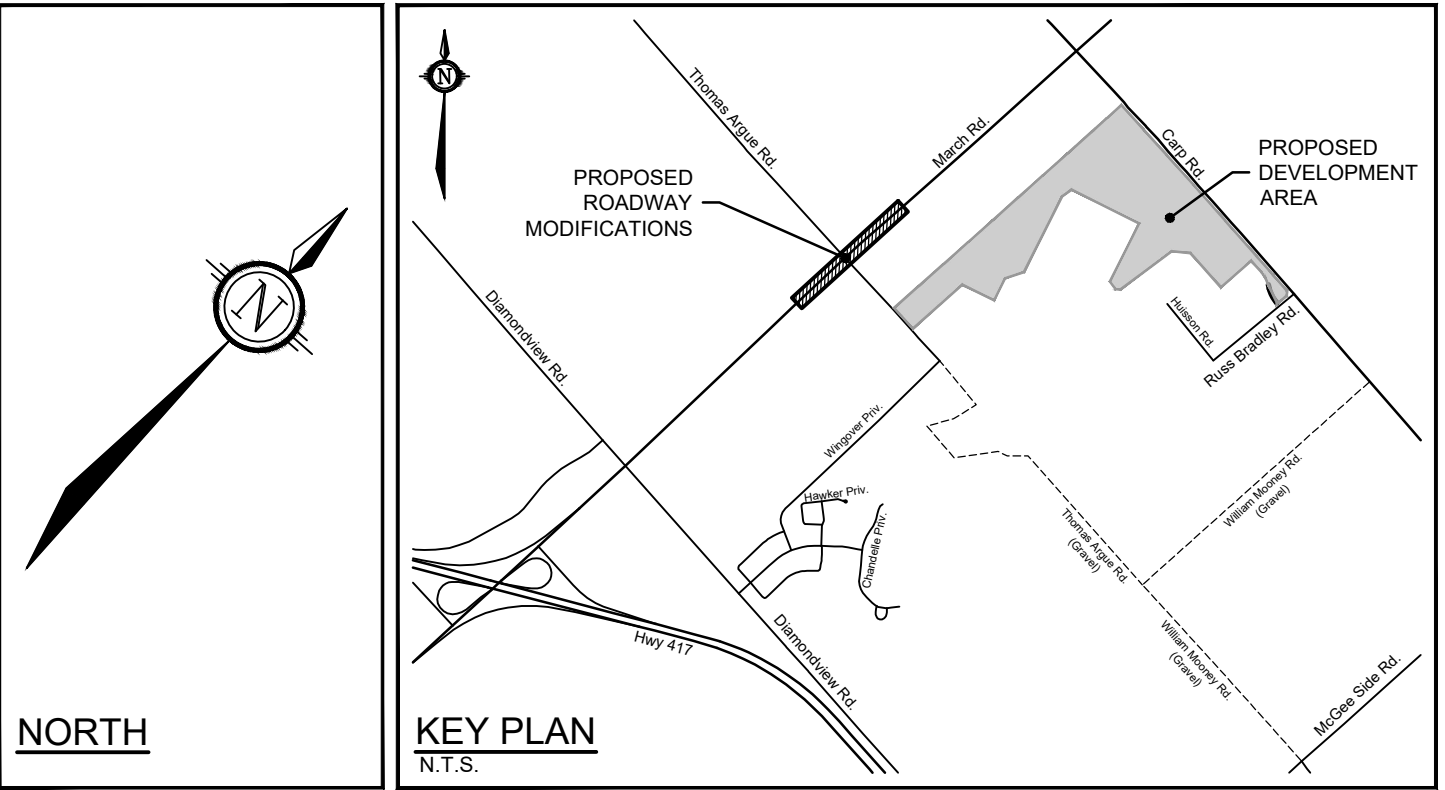 N
NORTH
N
Thomas Argue Rd.
March Rd.
Carp Rd.
PROPOSED
DEVELOPMENT
AREA
PROPOSED
ROADWAY
MODIFICATIONS
Diamondview Rd.
Huisson Rd.
Russ Bradley Rd.
Wingover Priv.
Hawker Priv.
Chandelle Priv.
William Mooney Rd.
(Gravel)
Thomas Argue Rd.
(Gravel)
Hwy 417
Diamondview Rd.
William Mooney Rd.
(Gravel)
McGee Side Rd.
KEY PLAN
N.T.S.